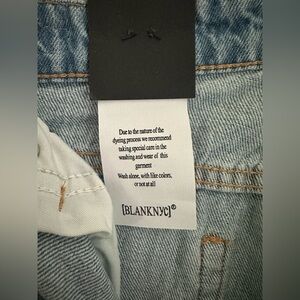 Due to the nature of the
dyeing process we recommend
taking special care in the
washing and wear of this
garment
Wash alone, with like colors,
or not at all
[BLANKNYC]®